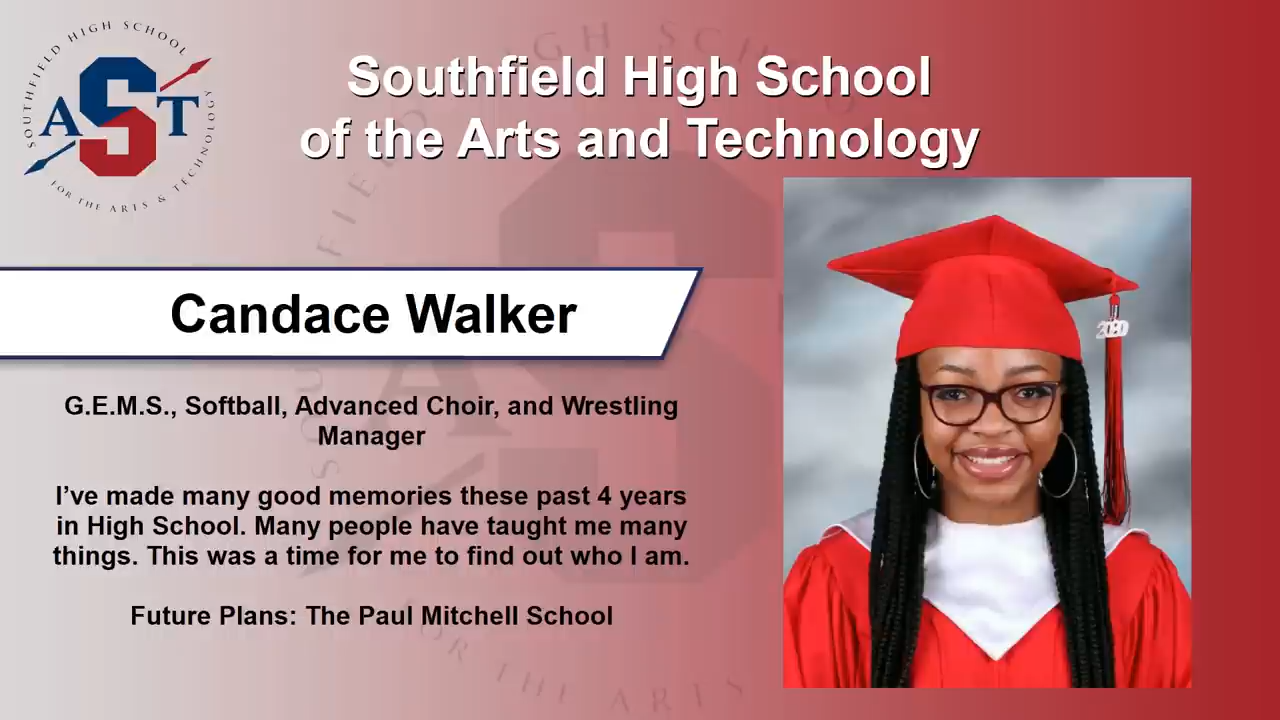 SOUTHFIELD HIGH SCHOOL
AST
FOR THE ARTS & TECHNOLOGY
Southfield High School
of the Arts and Technology
Candace Walker
G.E.M.S., Softball, Advanced Choir, and Wrestling
Manager
I’ve made many good memories these past 4 years
in High School. Many people have taught me many
things. This was a time for me to find out who I am.
Future Plans: The Paul Mitchell School
2020